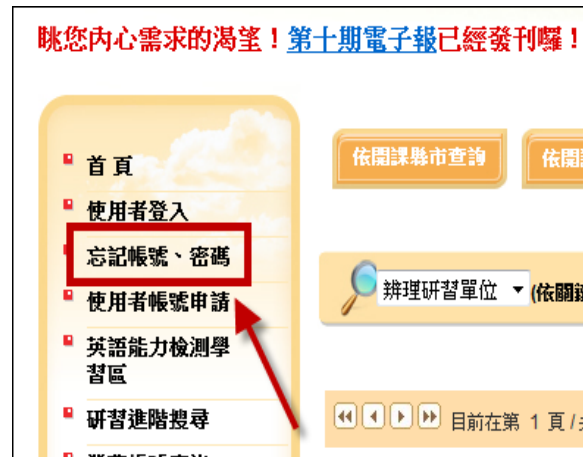 眺您內心需求的渴望！第十期電子報已經發刊囉！
首頁
使用者登入
忘記帳號、密碼
使用者帳號申請
英語能力檢測學
習區
研習進階搜尋
依開課縣市查詢
依開
辨理研習單位
(依關
目前在第 1 頁 /